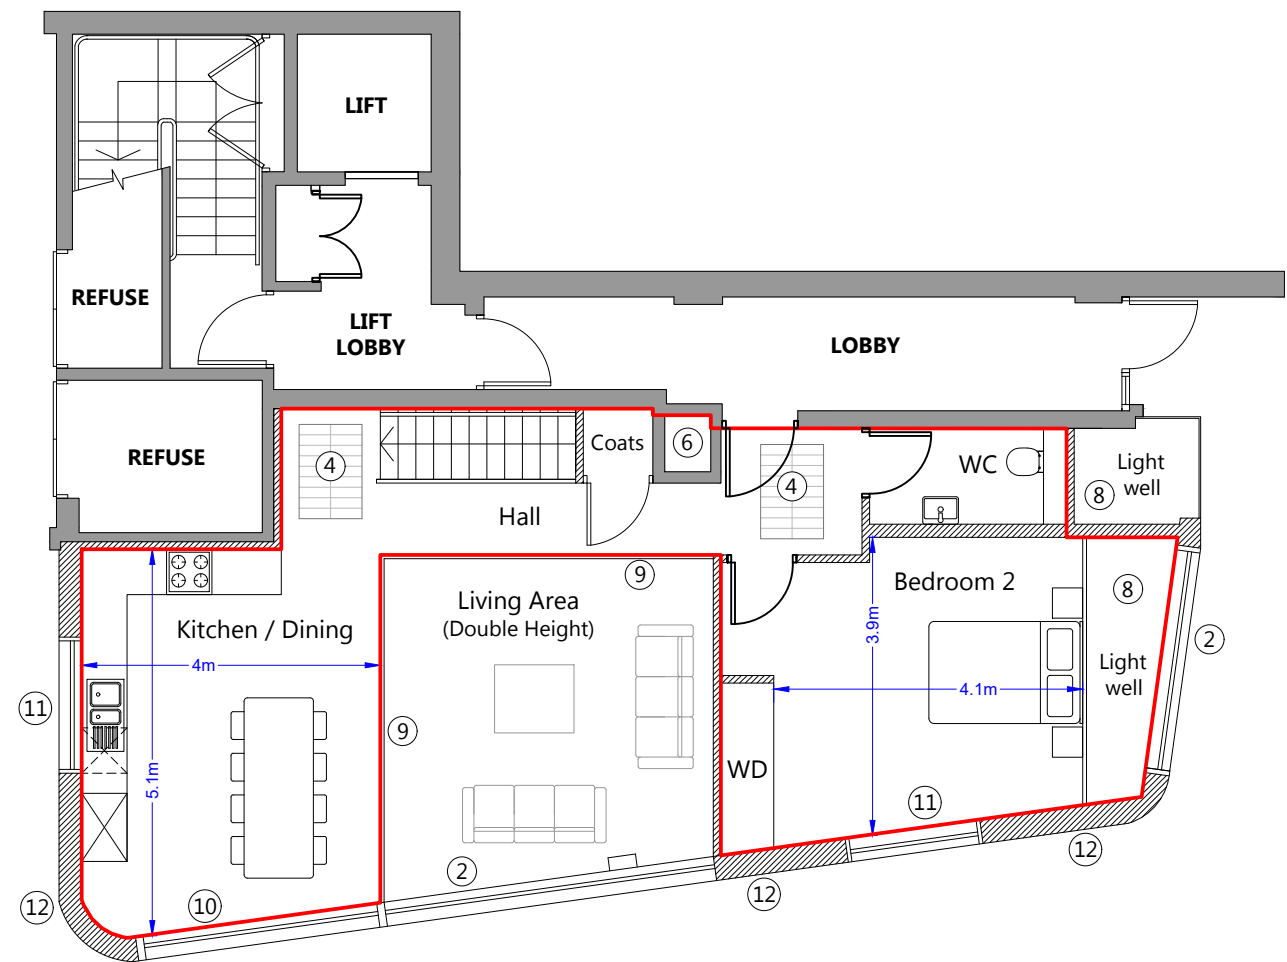 LIFT
REFUSE
LIFT
LOBBY
LOBBY
REFUSE
4
Coats
6
4
WC
Light
well
8
Hall
9
Living Area
(Double Height)
Kitchen / Dining
4m
5.1m
11
9
Bedroom 2
3.9m
4.1m
8
Light
well
2
WD
11
2
10
12
12
12